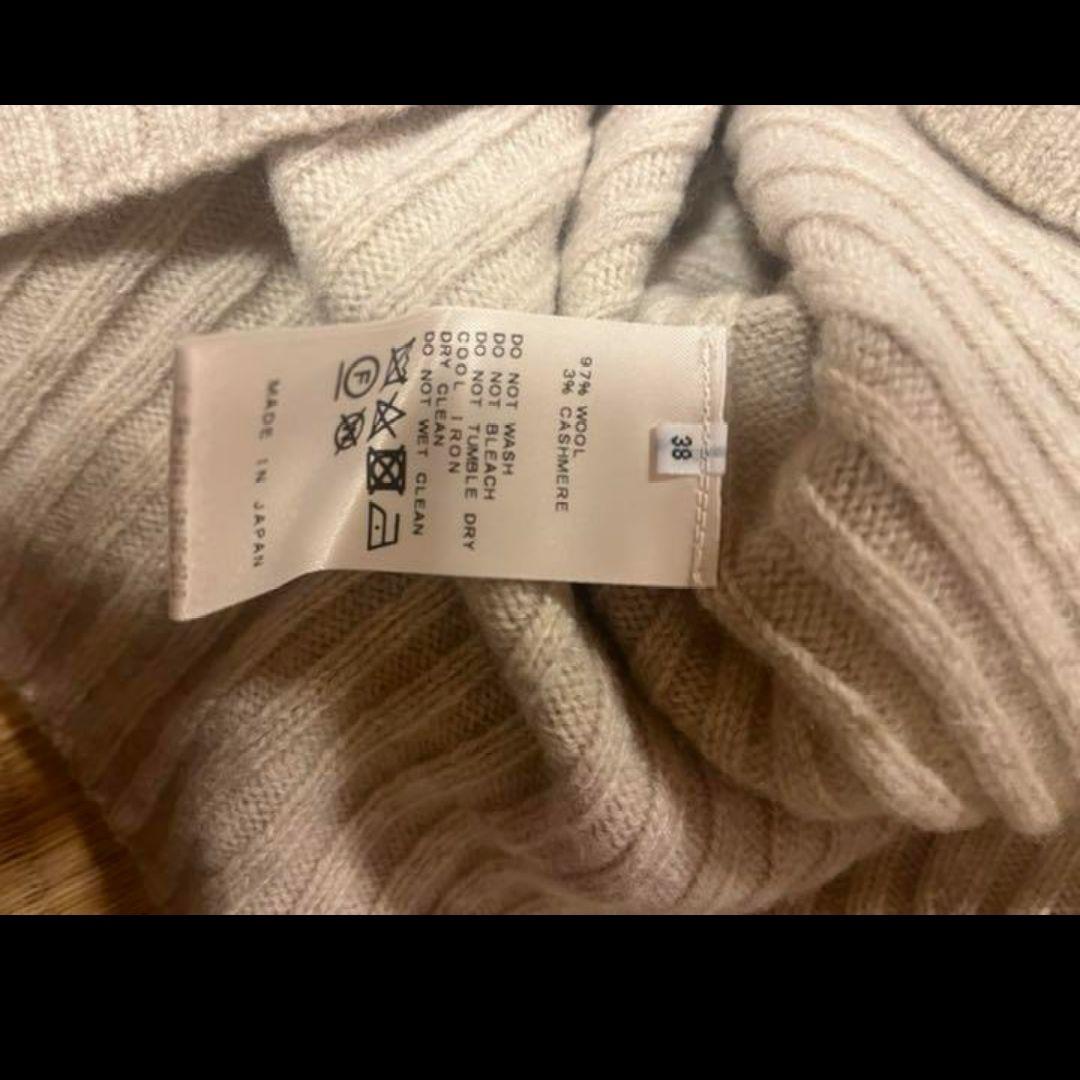 38
97% WOOL
3% CASHMERE
DO NOT WASH
DO NOT BLEACH
DO NOT TUMBLE DRY
COOL IRON
DRY CLEAN
DO NOT WET CLEAN
F
MADE IN JAPAN